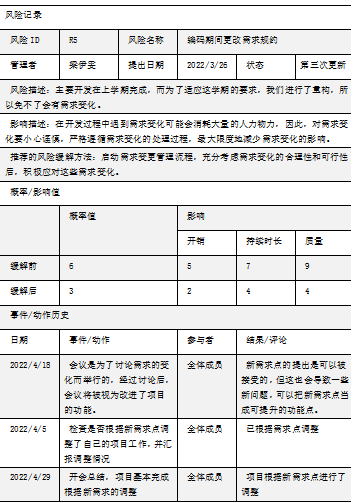 风险记录
风险 ID R5 风险名称 编码期间更改需求规约
管理者 梁伊雯 提出日期 2022/3/26 状态 第三次更新
风险描述：主要开发在上学期完成，而为了适应这学期的要求，我们进行了重构，所
以免不了会有需求变化。
影响描述：在开发过程中遇到需求变化可能会消耗大量的人力物力，因此，对需求变
化要小心谨慎，严格遵循需求变化的处理过程，最大限度地减少需求变化的影响。
推荐的风险缓解方法：启动需求变更管理流程，充分考虑需求变化的合理性和可行性
后，积极应对这些需求变化。
概率/影响值
概率值 影响
开销 持续时长 质量
缓解前 6 5 7 9
缓解后 3 2 4 4
事件/动作历史
日期 事件/动作 参与者 结果/评论
2022/4/18 会议是为了讨论需求的变 全体成员 新需求点的提出是可以被
化而举行的，经过讨论后， 接受的，但这也会导致一些
会议将被视为改进了项目 新问题，可以把新需求点当
的功能。 成可提升的功能点。
2022/4/5 检查是否根据新需求点调 全体成员 已根据需求点调整
整了自己的项目工作，并汇
报调整情况
2022/4/29 开会总结，项目基本完成 全体成员 项目根据新需求点进行了
根据新需求的调整 调整